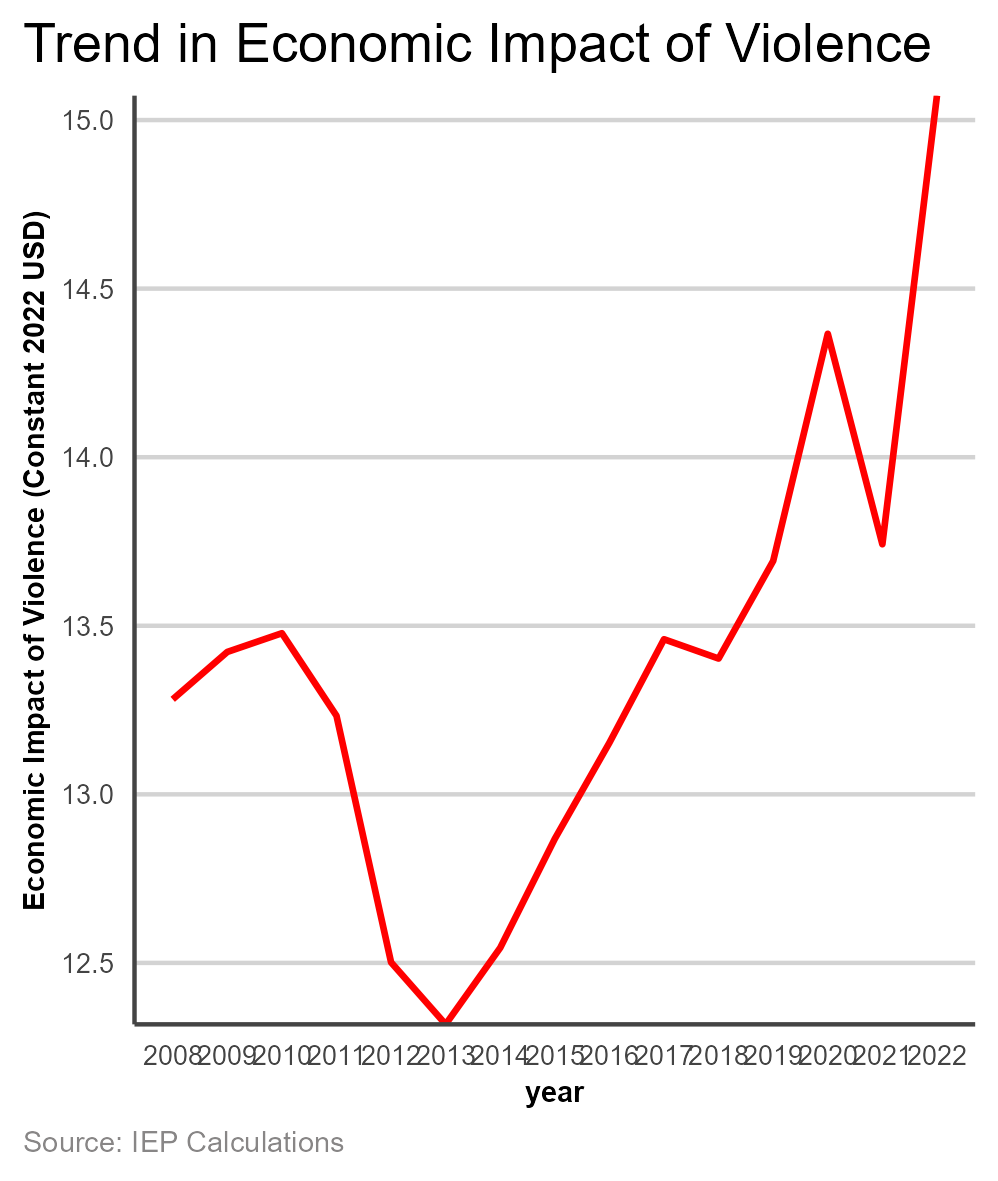 Trend in Economic Impact of Violence
Economic Impact of Violence (Constant 2022 USD)
15.0
14.5
14.0
13.5
13.0
12.5
2008 2009 2010 2011 2012 2013 2014 2015 2016 2017 2018 2019 2020 2021 2022
year
Source: IEP Calculations